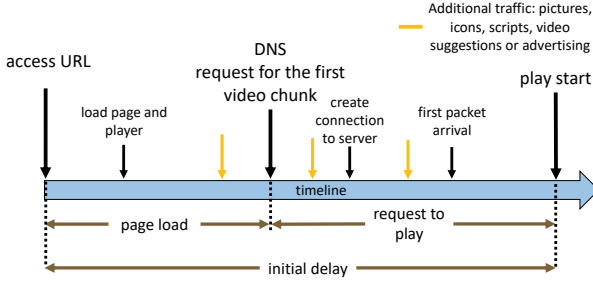 Additional traffic: pictures,
icons, scripts, video
suggestions or advertising
access URL
DNS
request for the first
video chunk
play start
load page and
player
create
connection
to server
first packet
arrival
timeline
page load
request to
play
initial delay